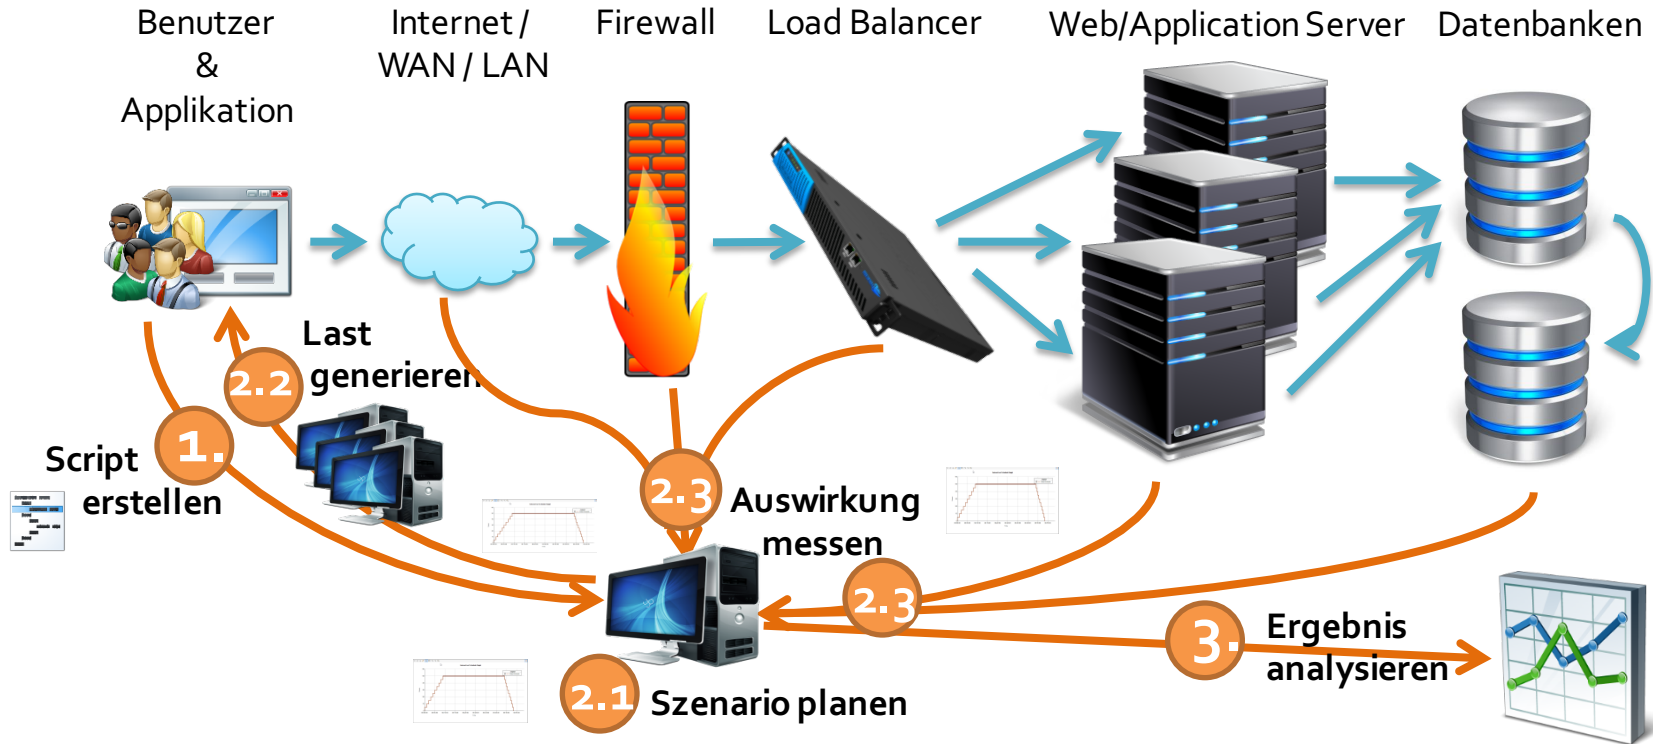 Benutzer
&
Applikation
Internet /
WAN / LAN
Firewall
Load Balancer
Web/Application Server
Datenbanken
Last
generieren
2.2
1.
Script
erstellen
2.3
Auswirkung
messen
2.3
3.
Ergebnis
analysieren
2.1
Szenario planen